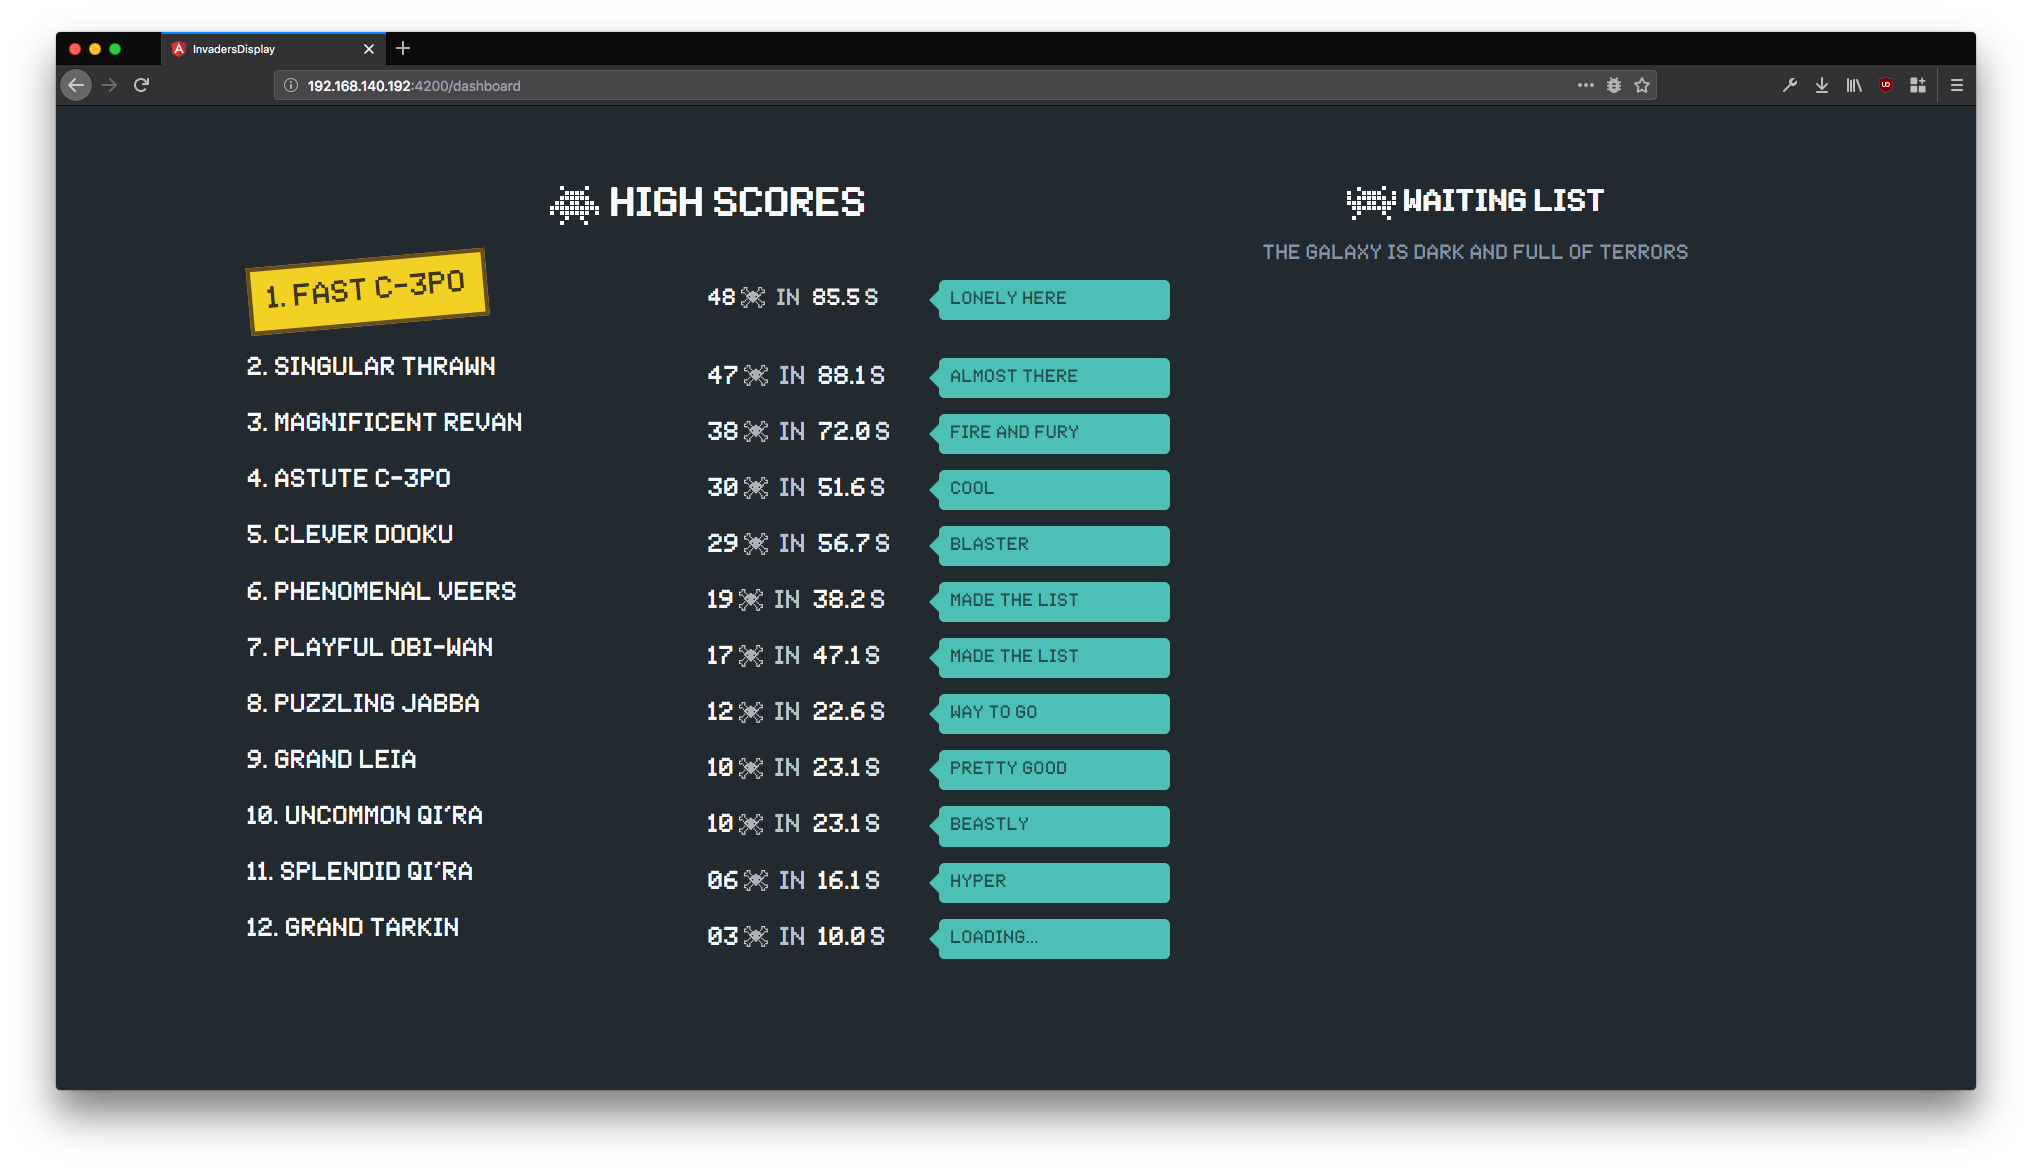 InvadersDisplay
192.168.140.192:4200/dashboard
HIGH SCORES
1. FAST C-3PO 48 IN 85.5 S LONELY HERE
2. SINGULAR THRAWN 47 IN 88.1 S ALMOST THERE
3. MAGNIFICENT REVAN 38 IN 72.0 S FIRE AND FURY
4. ASTUTE C-3PO 30 IN 51.6 S COOL
5. CLEVER DOOKU 29 IN 56.7 S BLASTER
6. PHENOMENAL VEERS 19 IN 38.2 S MADE THE LIST
7. PLAYFUL OBI-WAN 17 IN 47.1 S MADE THE LIST
8. PUZZLING JABBA 12 IN 22.6 S WAY TO GO
9. GRAND LEIA 10 IN 23.1 S PRETTY GOOD
10. UNCOMMON QI'RA 10 IN 23.1 S BEASTLY
11. SPLENDID QI'RA 06 IN 16.1 S HYPER
12. GRAND TARKIN 03 IN 10.0 S LOADING...
WAITING LIST
THE GALAXY IS DARK AND FULL OF TERRORS